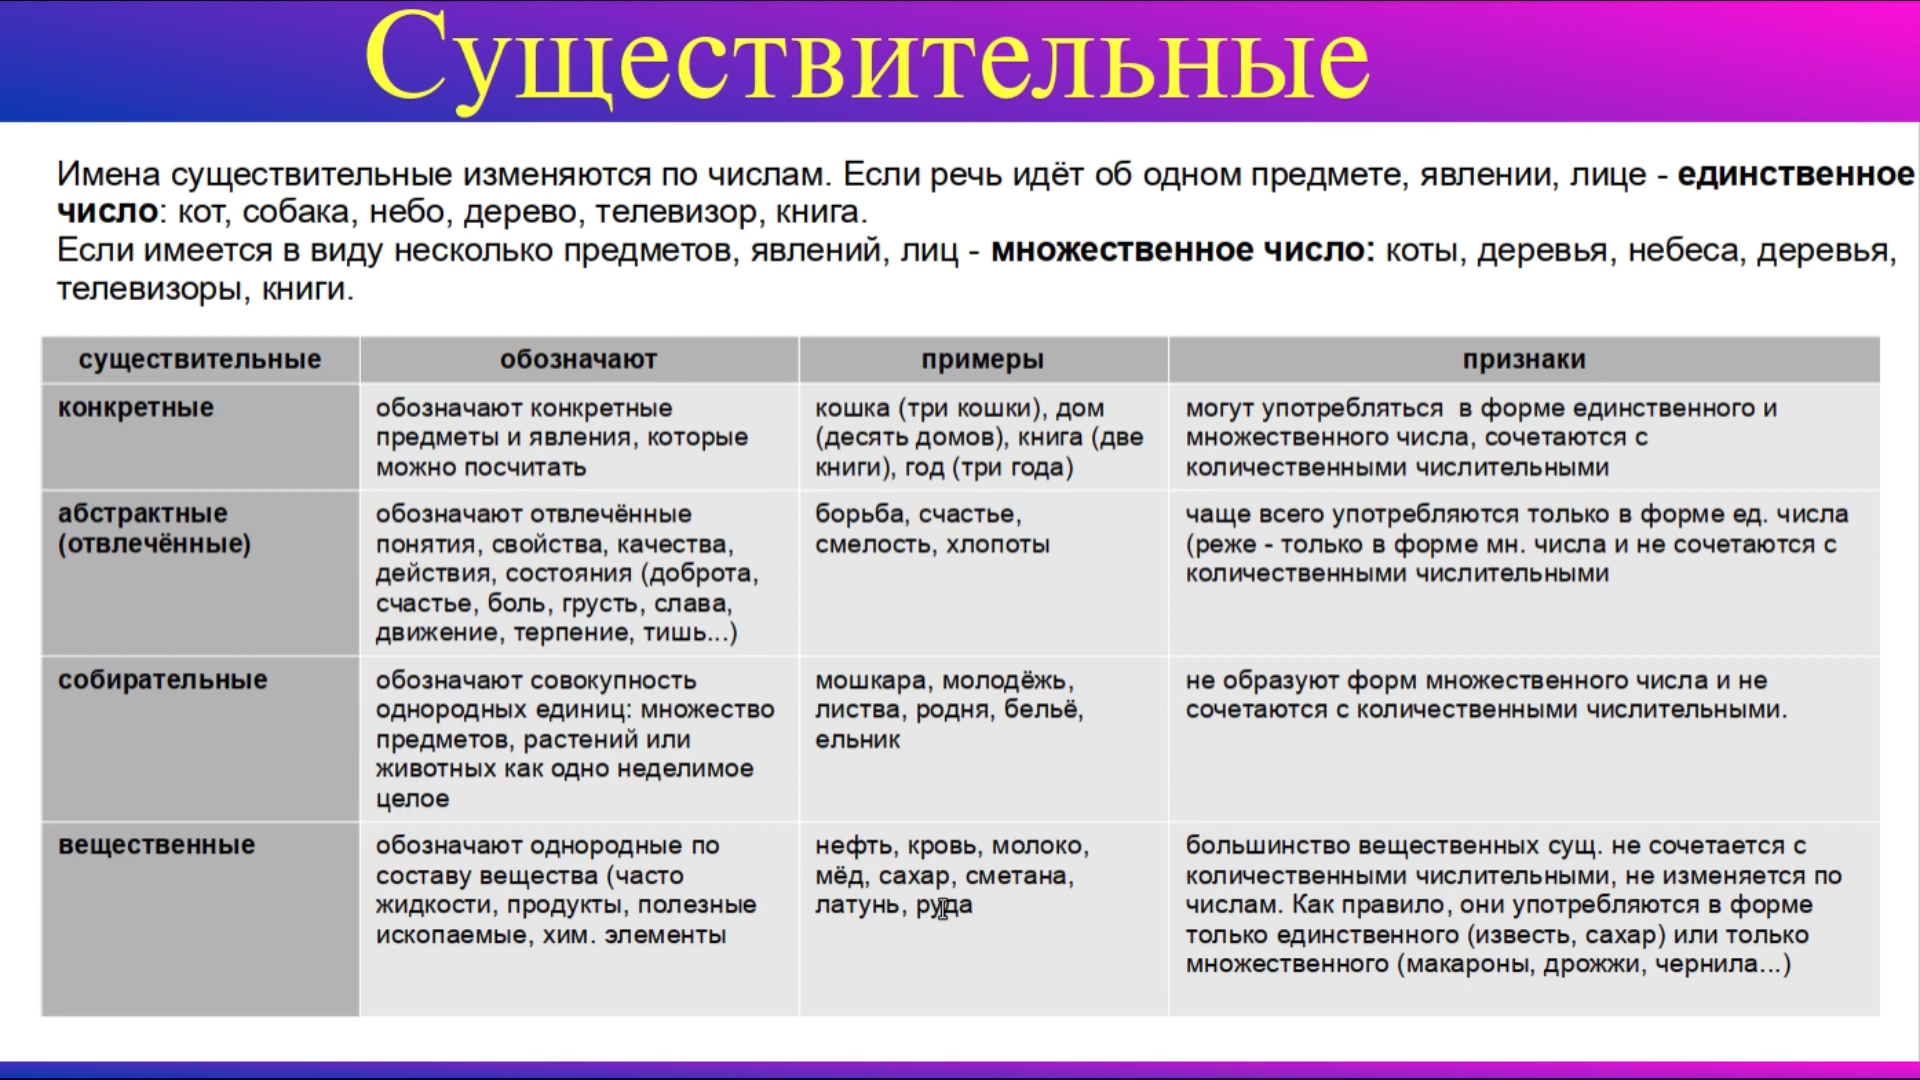 Существительные
Имена существительные изменяются по числам. Если речь идёт об одном предмете, явлении, лице - единственное
число: кот, собака, небо, дерево, телевизор, книга.
Если имеется в виду несколько предметов, явлений, лиц - множественное число: коты, деревья, небеса, деревья,
телевизоры, книги.
существительные обозначают примеры признаки
конкретные
обозначают конкретные
предметы и явления, которые
можно посчитать
кошка (три кошки), дом
(десять домов), книга (две
книги), год (три года)
могут употребляться в форме единственного и
множественного числа, сочетаются с
количественными числительными
абстрактные
(отвлечённые)
обозначают отвлечённые
понятия, свойства, качества,
действия, состояния (доброта,
счастье, боль, грусть, слава,
движение, терпение, тишь...)
борьба, счастье,
смелость, хлопоты
чаще всего употребляются только в форме ед. числа
(реже - только в форме мн. числа и не сочетаются с
количественными числительными
собирательные
обозначают совокупность
однородных единиц: множество
предметов, растений или
животных как одно неделимое
целое
мошкара, молодёжь,
листва, родня, бельё,
ельник
не образуют форм множественного числа и не
сочетаются с количественными числительными.
вещественные
обозначают однородные по
составу вещества (часто
жидкости, продукты, полезные
ископаемые, хим. элементы
нефть, кровь, молоко,
мёд, сахар, сметана,
латунь, руда
большинство вещественных сущ. не сочетается с
количественными числительными, не изменяется по
числам. Как правило, они употребляются в форме
только единственного (известь, сахар) или только
множественного (макароны, дрожжи, чернила...)